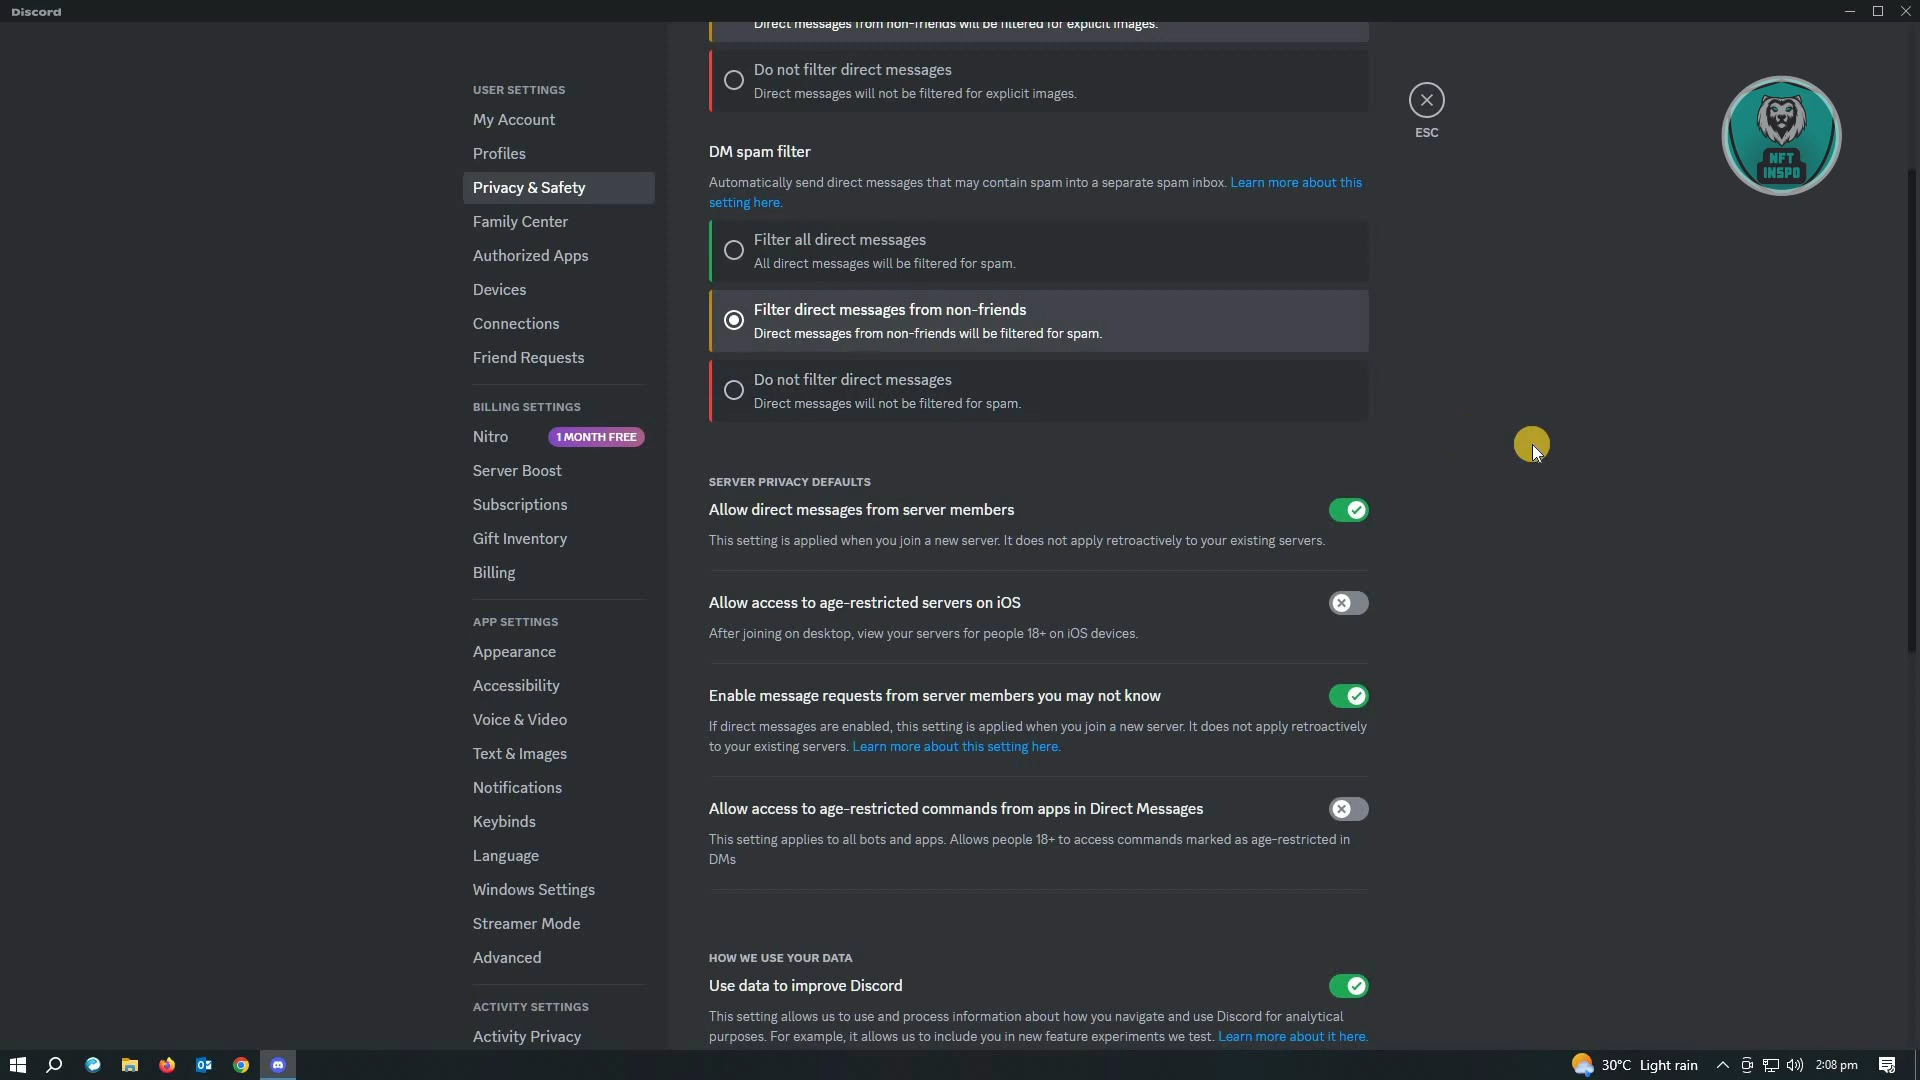 Discord
USER SETTINGS
My Account
Profiles
Privacy & Safety
Family Center
Authorized Apps
Devices
Connections
Friend Requests
BILLING SETTINGS
Nitro 1 MONTH FREE
Server Boost
Subscriptions
Gift Inventory
Billing
APP SETTINGS
Appearance
Accessibility
Voice & Video
Text & Images
Notifications
Keybinds
Language
Windows Settings
Streamer Mode
Advanced
ACTIVITY SETTINGS
Activity Privacy
Direct messages from non-friends will be filtered for explicit images.
Do not filter direct messages
Direct messages will not be filtered for explicit images.
DM spam filter
Automatically send direct messages that may contain spam into a separate spam inbox. Learn more about this
setting here.
Filter all direct messages
All direct messages will be filtered for spam.
Filter direct messages from non-friends
Direct messages from non-friends will be filtered for spam.
Do not filter direct messages
Direct messages will not be filtered for spam.
SERVER PRIVACY DEFAULTS
Allow direct messages from server members
This setting is applied when you join a new server. It does not apply retroactively to your existing servers.
Allow access to age-restricted servers on iOS
After joining on desktop, view your servers for people 18+ on iOS devices.
Enable message requests from server members you may not know
If direct messages are enabled, this setting is applied when you join a new server. It does not apply retroactively
to your existing servers. Learn more about this setting here.
Allow access to age-restricted commands from apps in Direct Messages
This setting applies to all bots and apps. Allows people 18+ to access commands marked as age-restricted in
DMs
HOW WE USE YOUR DATA
Use data to improve Discord
This setting allows us to use and process information about how you navigate and use Discord for analytical
purposes. For example, it allows us to include you in new feature experiments we test. Learn more about it here.
ESC
NFT
INSPO
30°C Light rain
2:08 pm